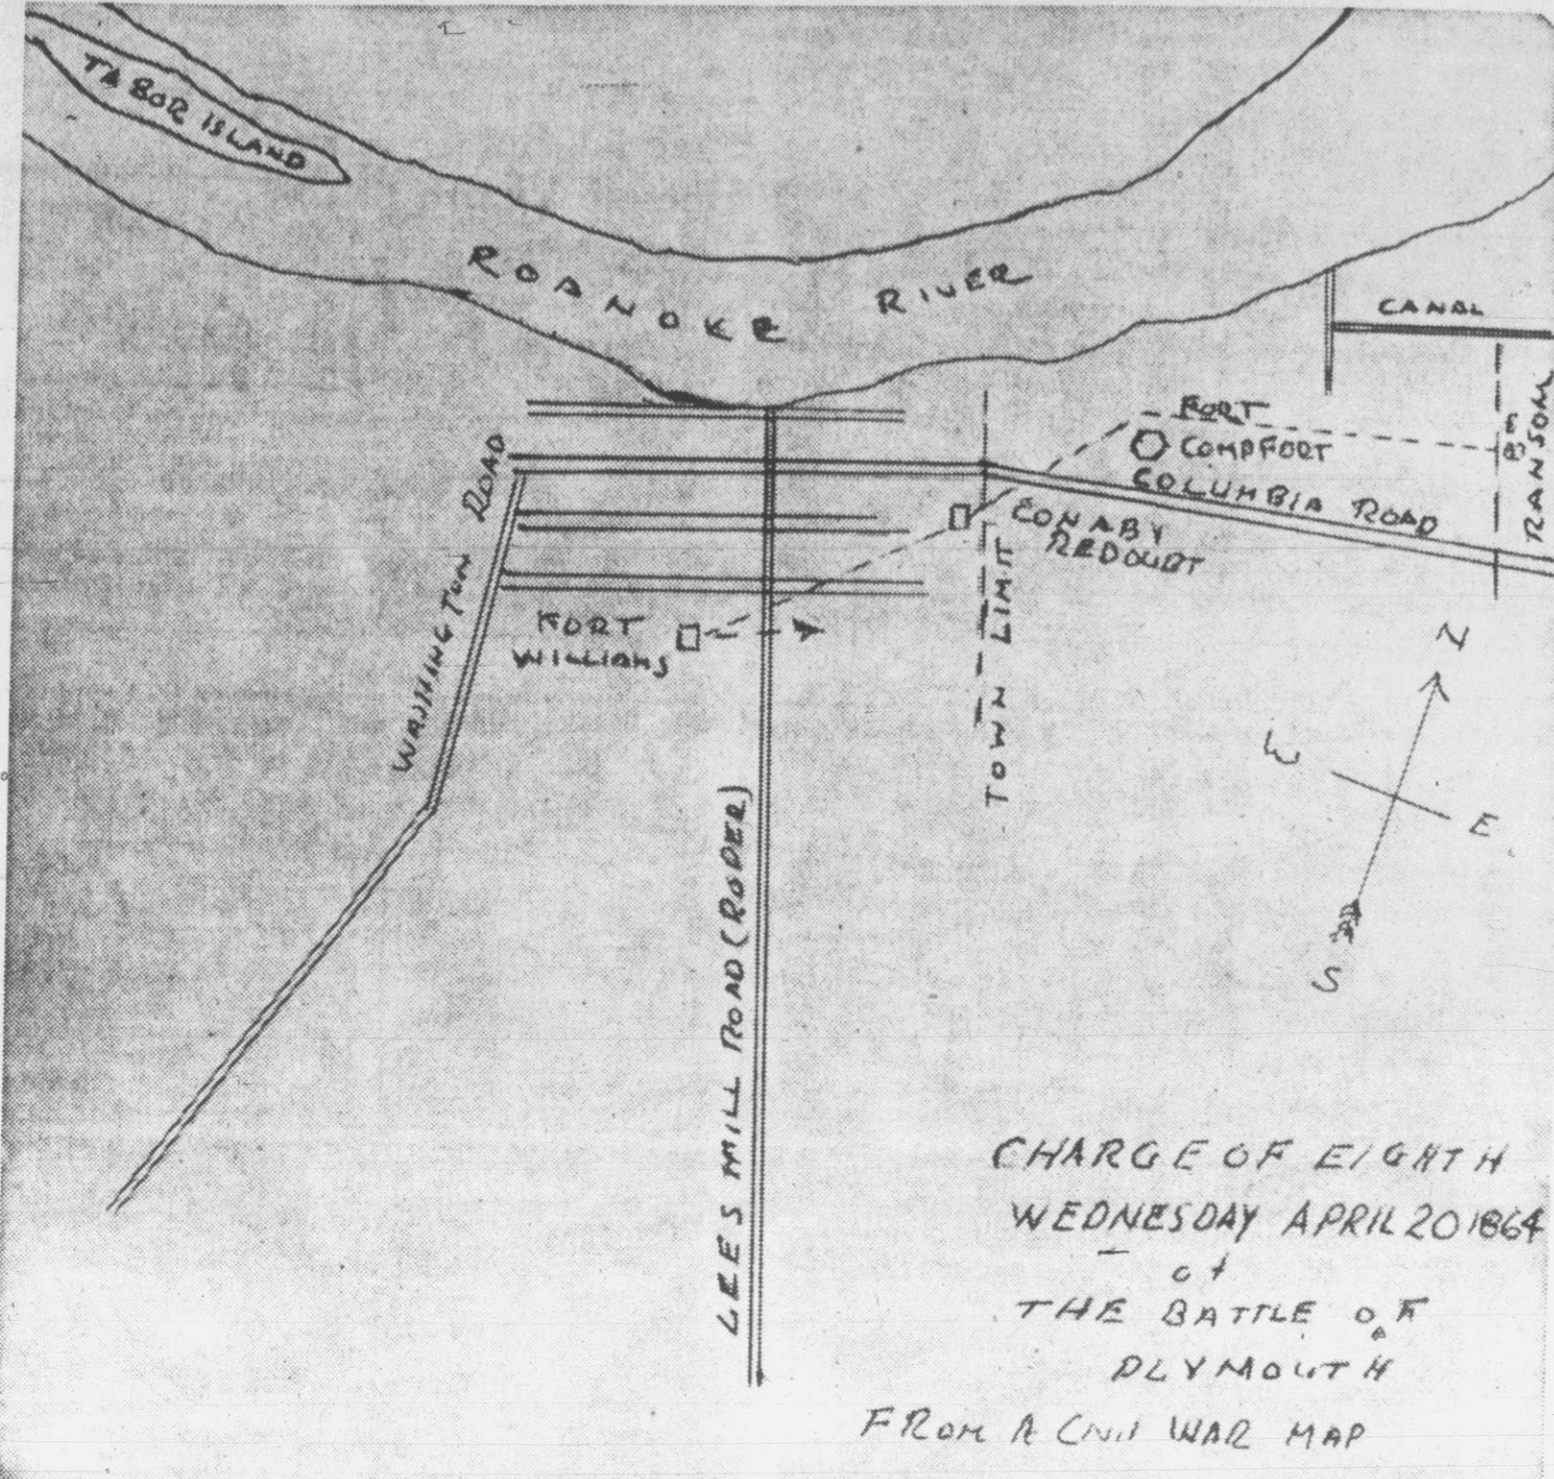 TABOR ISLAND
ROANOKE RIVER
CANAL
FORT
COMPFORT
COLUMBIA ROAD
RANSOM
WASHINGTON ROAD
CONABY
REDOUBT
TOWN LIMIT
FORT
WILLIAMS
LEES MILL ROAD (RODER)
N
W
E
S
CHARGE OF EIGHTH
WEDNESDAY APRIL 20 1864
at
THE BATTLE OF
PLYMOUTH
FROM A CIVIL WAR MAP